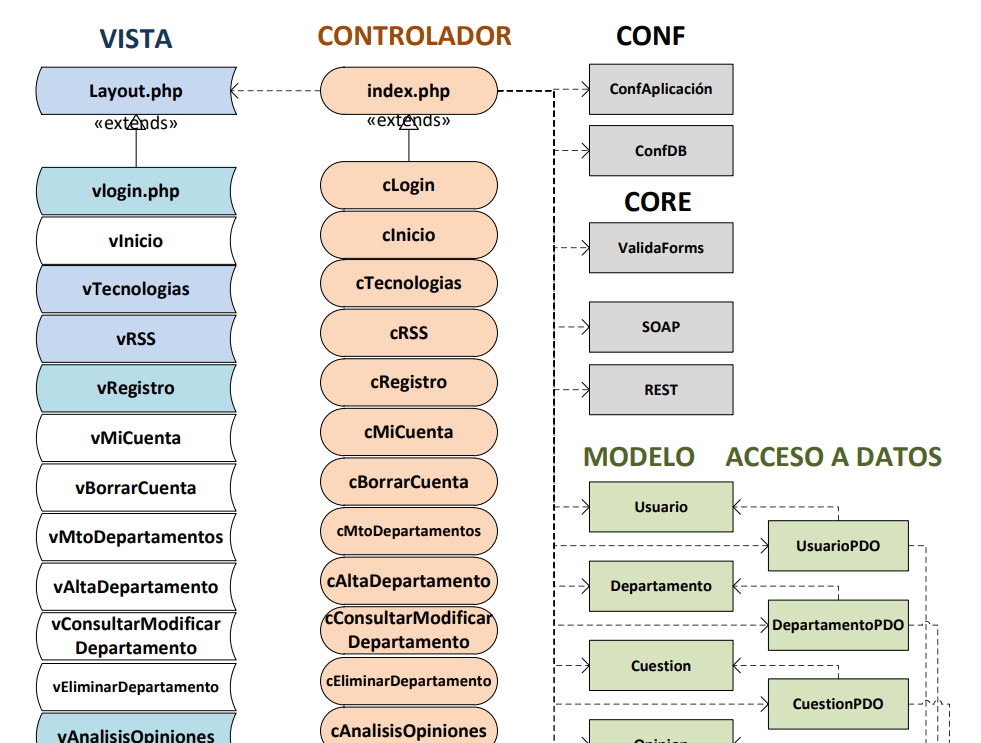 VISTA
Layout.php
«extends»
vlogin.php
vInicio
vTecnologias
vRSS
vRegistro
vMiCuenta
vBorrarCuenta
vMtoDepartamentos
vAltaDepartamento
vConsultarModificar
Departamento
vEliminarDepartamento
vAnalisisOpiniones
CONTROLADOR
index.php
«extends»
cLogin
cInicio
cTecnologias
cRSS
cRegistro
cMiCuenta
cBorrarCuenta
cMtoDepartamentos
cAltaDepartamento
cConsultarModificar
Departamento
cEliminarDepartamento
cAnalisisOpiniones
CONF
ConfAplicación
ConfDB
CORE
ValidaForms
SOAP
REST
MODELO
Usuario
Departamento
Cuestion
Opinion
ACCESO A DATOS
UsuarioPDO
DepartamentoPDO
CuestionPDO